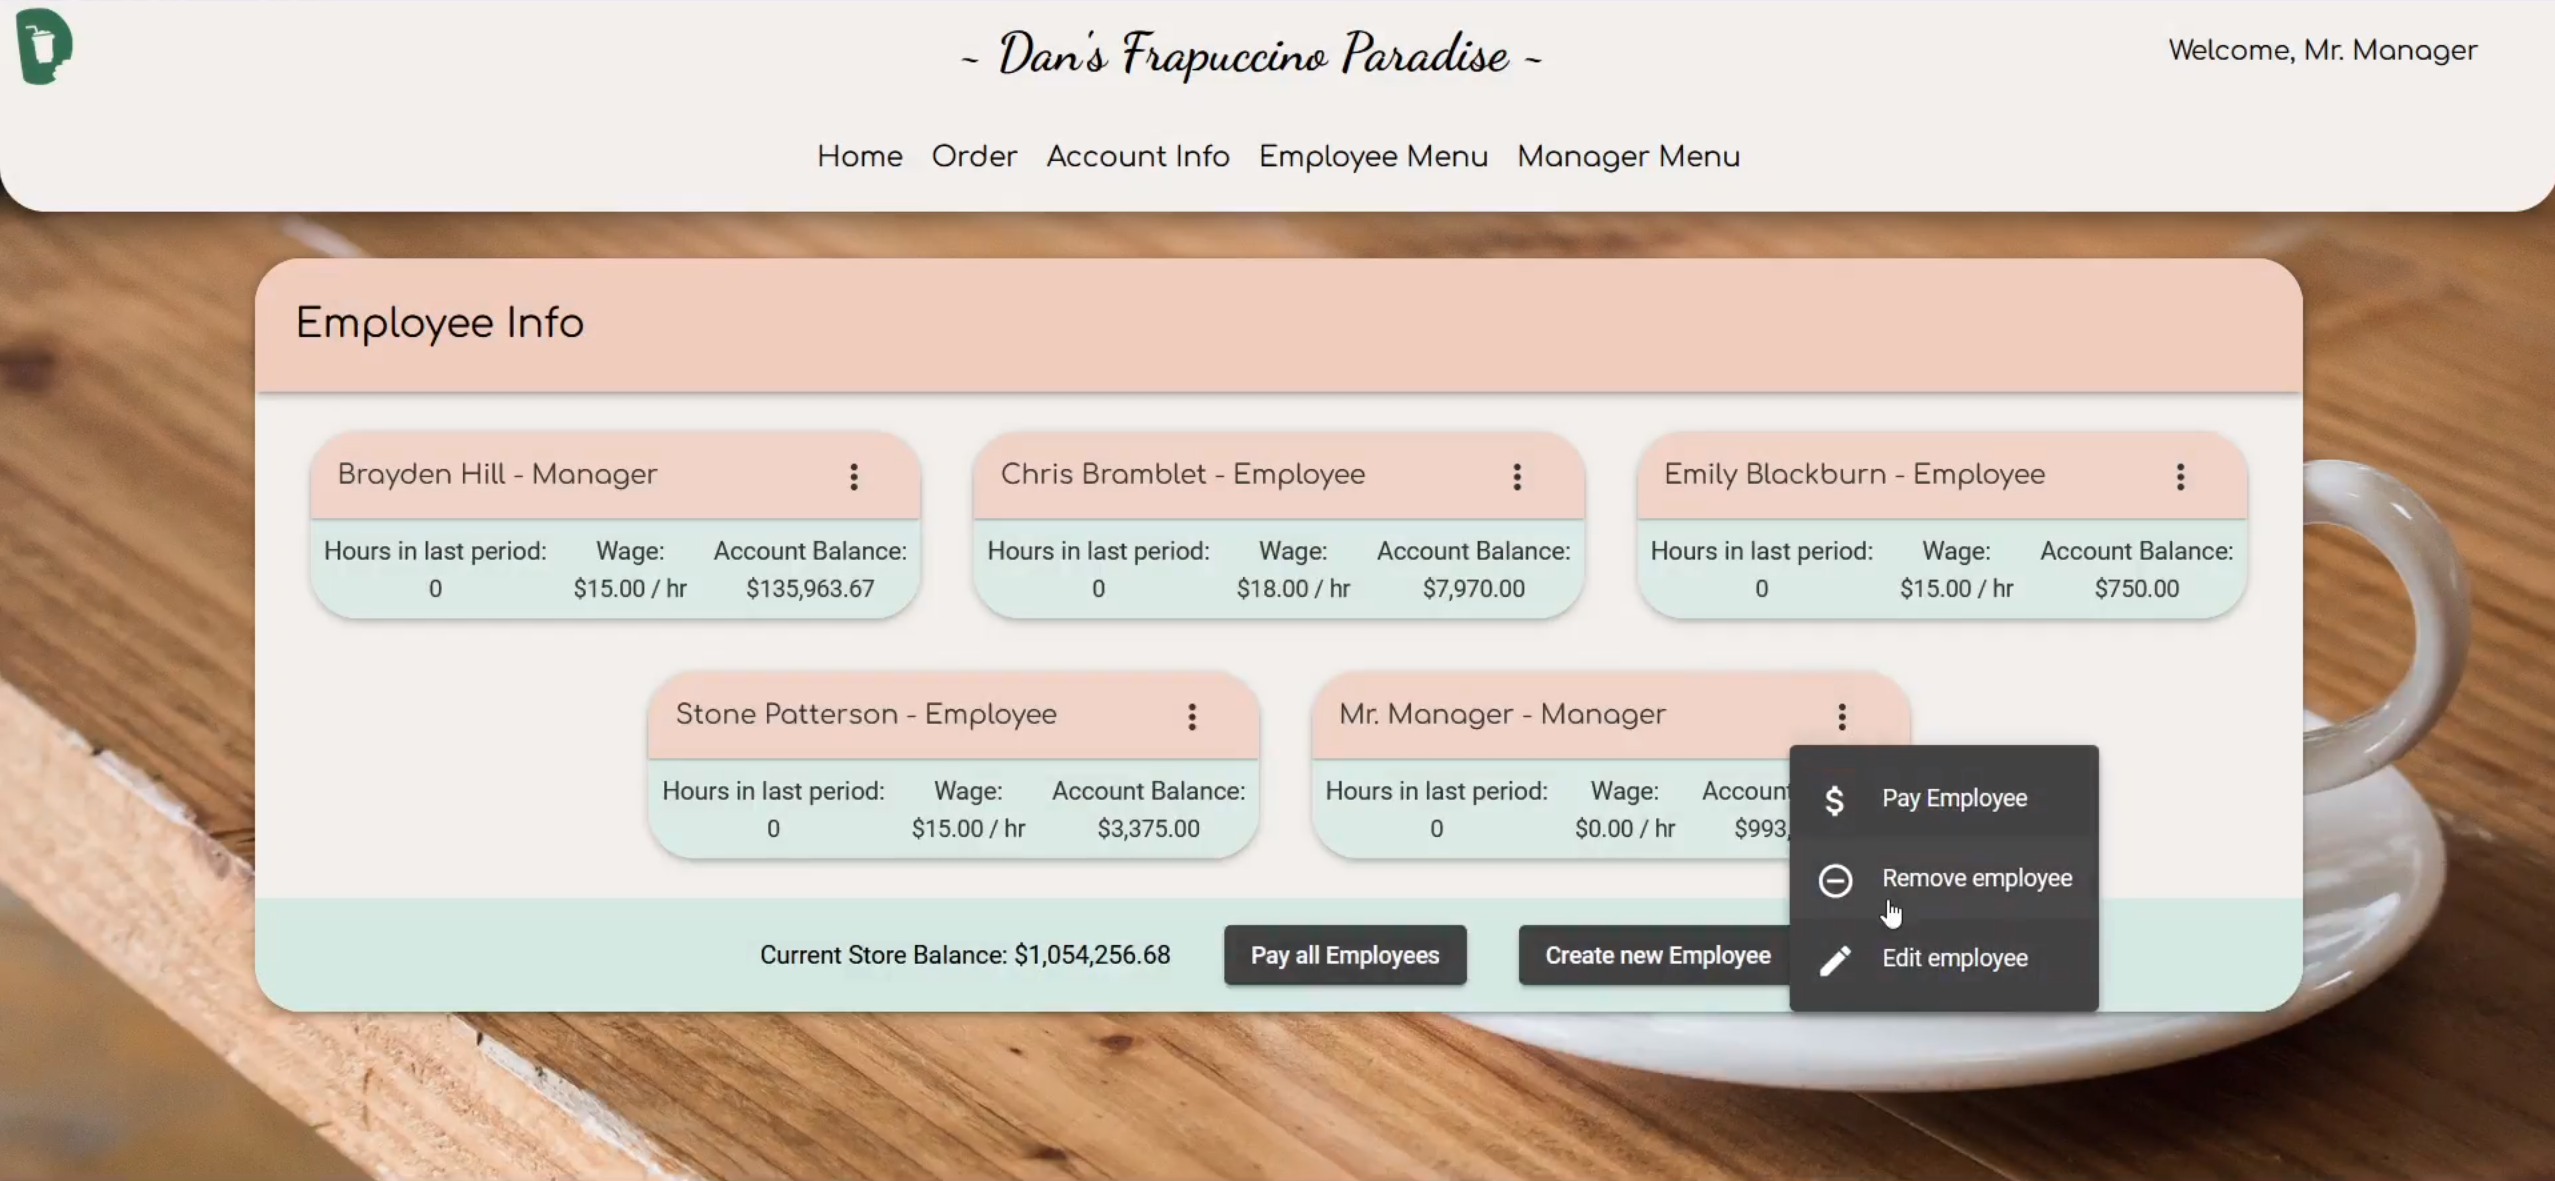 ~ Dan's Frapuccino Paradise ~
Welcome, Mr. Manager
Home Order Account Info Employee Menu Manager Menu
Employee Info
Brayden Hill - Manager
Hours in last period: Wage: Account Balance:
0 $15.00 / hr $135,963.67
Chris Bramblet - Employee
Hours in last period: Wage: Account Balance:
0 $18.00 / hr $7,970.00
Emily Blackburn - Employee
Hours in last period: Wage: Account Balance:
0 $15.00 / hr $750.00
Stone Patterson - Employee
Hours in last period: Wage: Account Balance:
0 $15.00 / hr $3,375.00
Mr. Manager - Manager
Hours in last period: Wage: Account
0 $0.00 / hr $993,
Pay Employee
Remove employee
Edit employee
Current Store Balance: $1,054,256.68
Pay all Employees
Create new Employee